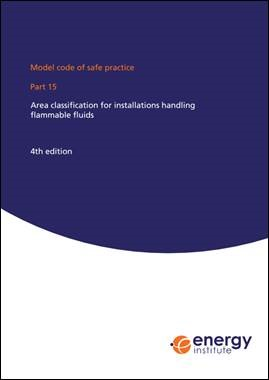 Model code of safe practice
Part 15
Area classification for installations handling
flammable fluids
4th edition
energy
institute